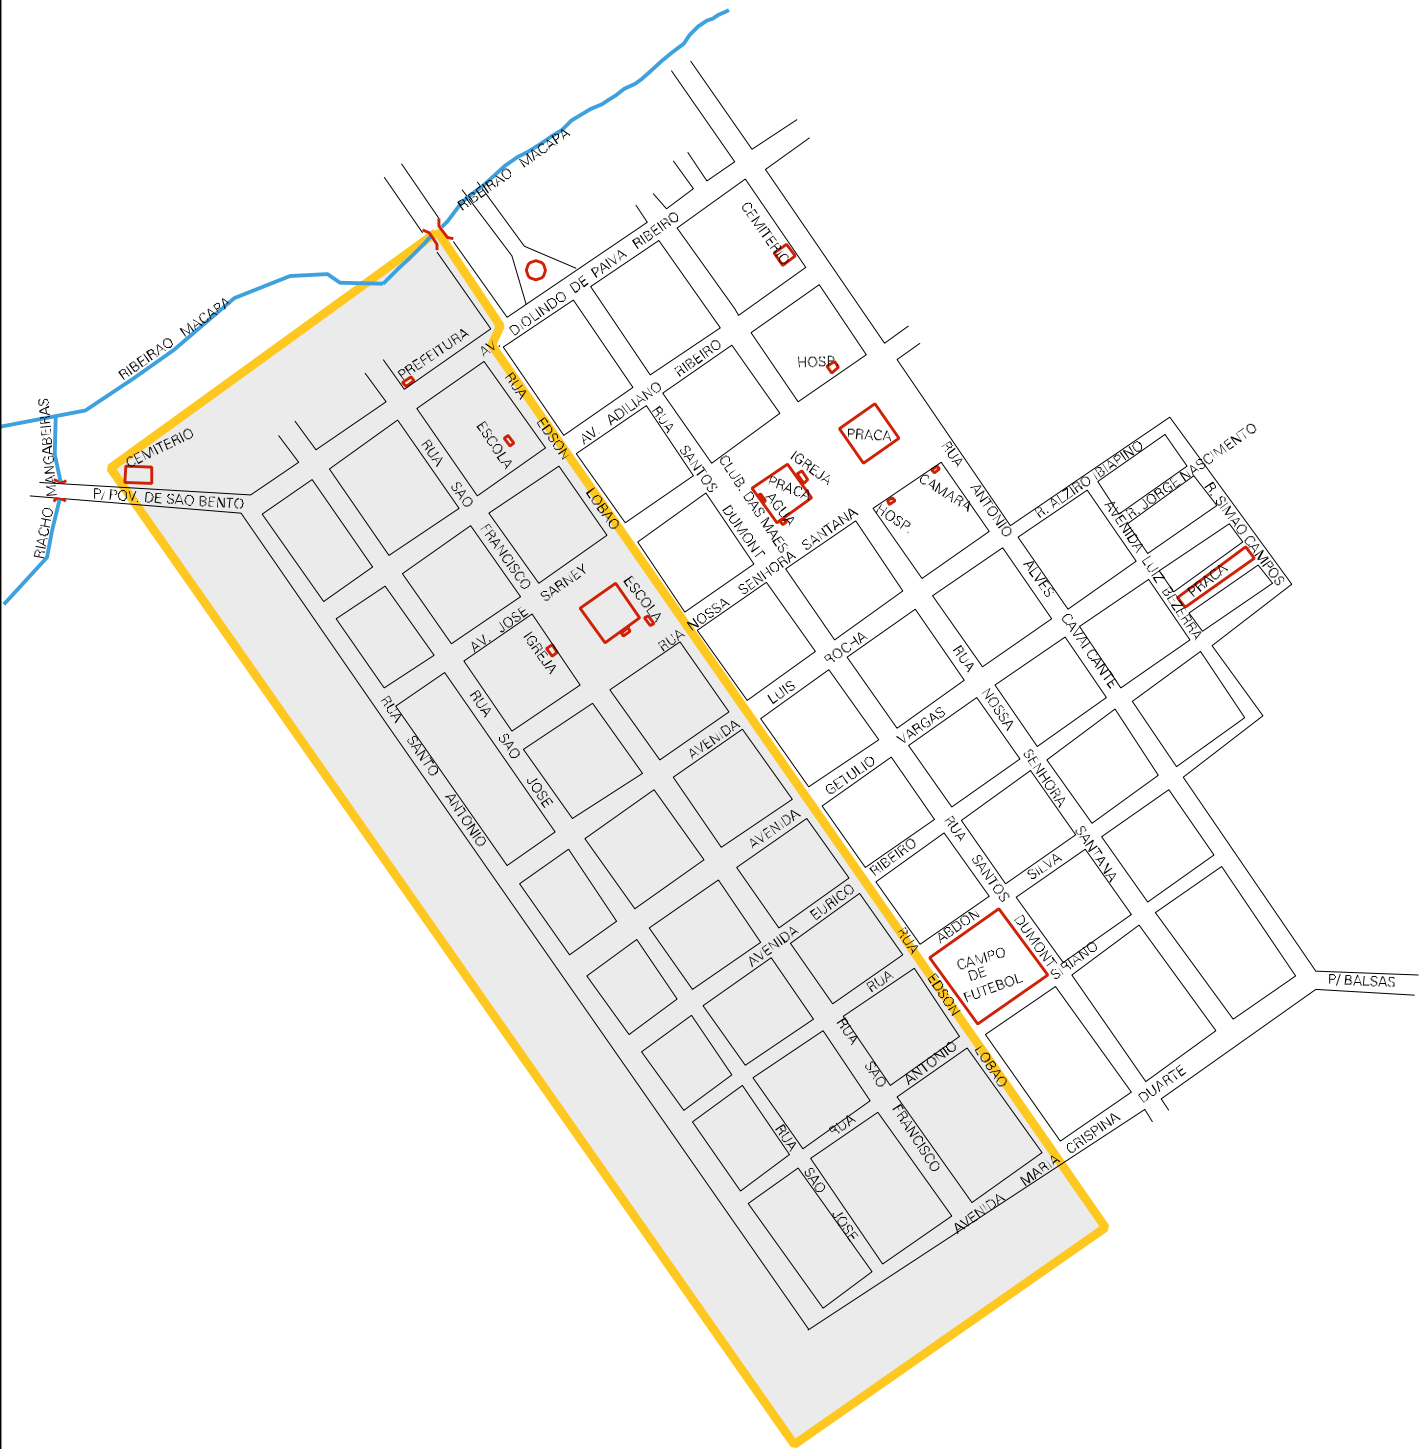 RIBEIRAO MACAPA
RIBEIRAO MACAPA
RIACHO MANGABEIRAS
CEMITERIO
P/ POV. DE SAO BENTO
PREFEITURA
AV. D.OLINDO DE PAIVA RIBEIRO
CEMITERIO
HOSP.
AV. ADILIANO RIBEIRO
RUA EDSON LOBAO
ESCOLA
RUA SAO FRANCISCO
RUA SANTOS DUMONT
CLUB. DAS MAES
IGREJA
PRACA
AGUA
PRACA
CAMARA
HOSP.
RUA ANTONIO ALVES CAVALCANTE
R. ALZIRO IBIAPINO
R. JORGE NASCIMENTO
R. SIMAO CAMPOS
AVENIDA LUIZ BEZERRA
PRACA
AV. JOSE SARNEY
ESCOLA
IGREJA
RUA NOSSA SENHORA SANTANA
LUIS ROCHA
GETULIO VARGAS
RUA NOSSA SENHORA SANTANA
RUA SANTO ANTONIO
RUA SAO JOSE
AVENIDA
AVENIDA
RIBEIRO
SILVA
AVENIDA EURICO
ABDON
RUA SANTOS DUMONT
CAMPO
DE
FUTEBOL
RUA EDSON LOBAO
RUA
RUA SAO FRANCISCO
ANTONIO
RUA
RUA SAO JOSE
AVENIDA MARIA CRISPINA DUARTE
P/ BALSAS